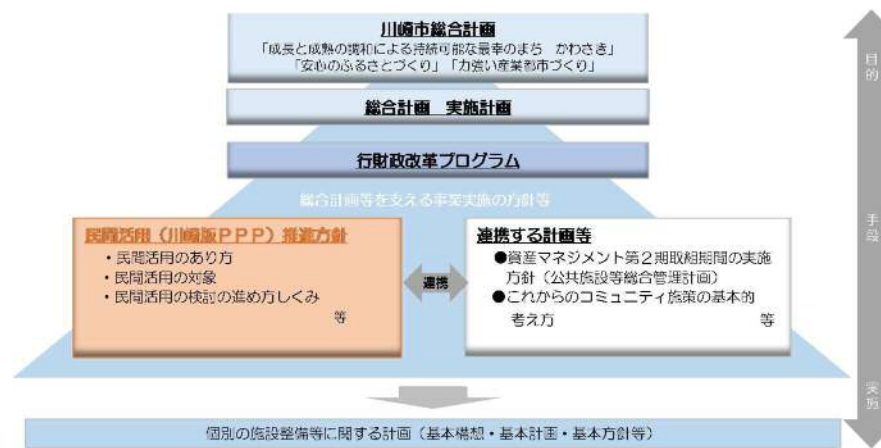 川崎市総合計画
「成長と成熟の調和による持続可能な最幸のまち かわさき」
「安心のふるさとづくり」「力強い産業都市づくり」
総合計画 実施計画
行財政改革プログラム
総合計画等を支える事業実施の方針等
民間活用（川崎版ＰＰＰ）推進方針
・民間活用のあり方
・民間活用の対象
・民間活用の検討の進め方しくみ
等
連携
連携する計画等
●資産マネジメント第２期取組期間の実施
方針（公共施設等総合管理計画）
●これからのコミュニティ施策の基本的
考え方 等
個別の施設整備等に関する計画（基本構想・基本計画・基本方針等）
目的
手段
実施